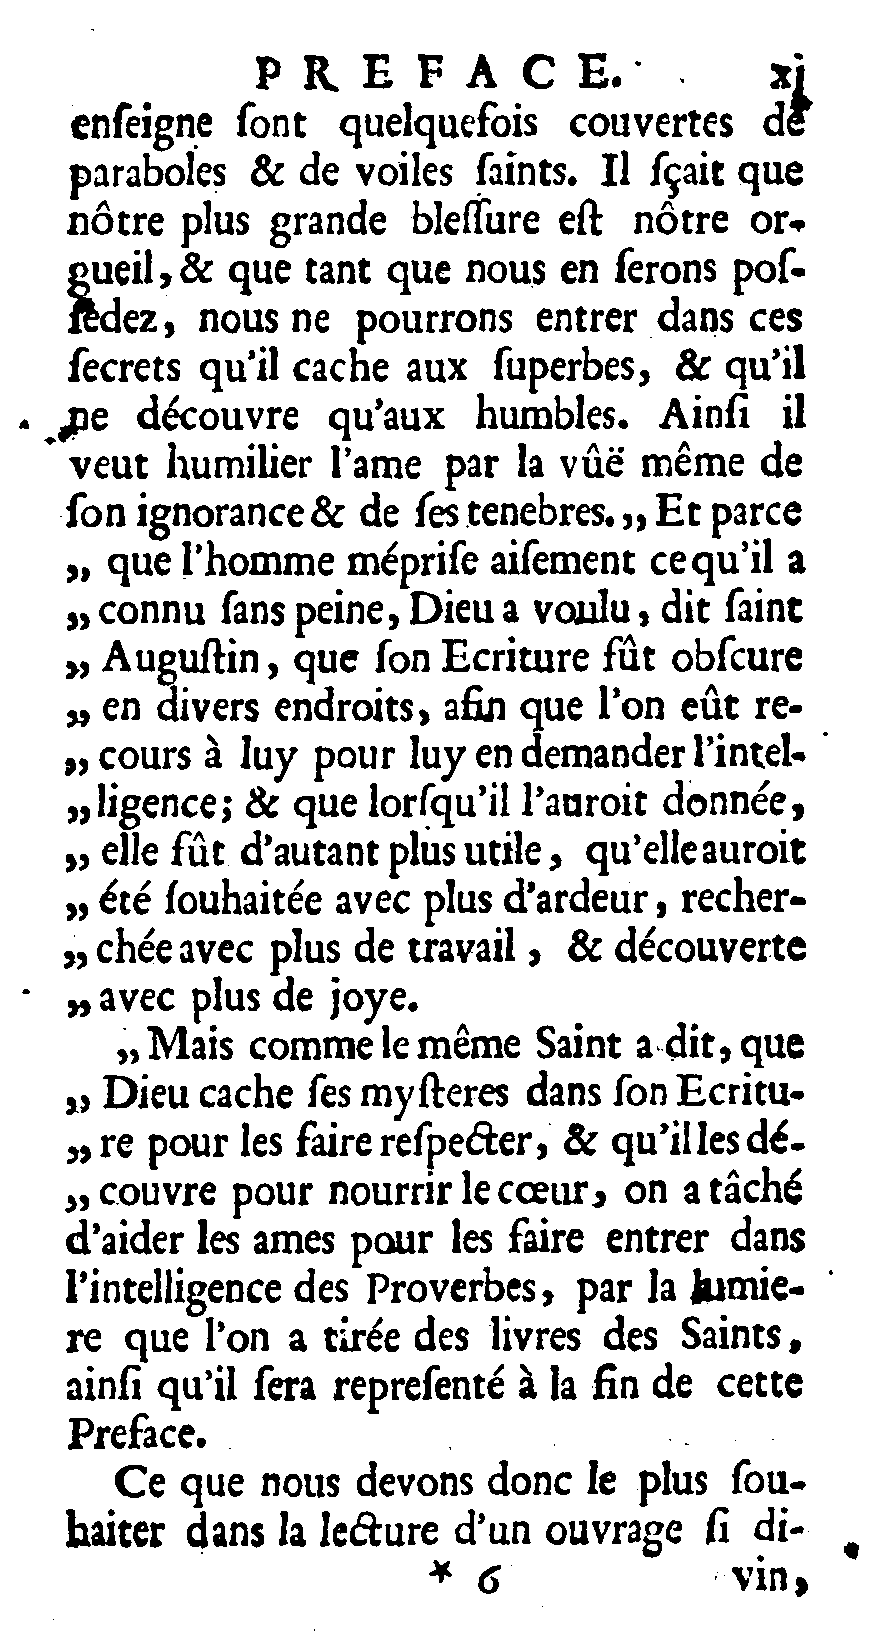 PREFACE. xj
enſeigne ſont quelquefois couvertes de
paraboles & de voiles ſaints. Il ſçait que
nôtre plus grande bleſſure eſt nôtre or-
gueil, & que tant que nous en ſerons poſ-
ſedez, nous ne pourrons entrer dans ces
ſecrets qu'il cache aux ſuperbes, & qu'il
ne découvre qu'aux humbles. Ainſi il
veut humilier l'ame par la vûë même de
ſon ignorance & de ſes tenebres. „ Et parce
„ que l'homme mépriſe aiſement ce qu'il a
„ connu ſans peine, Dieu a voulu, dit ſaint
„ Auguſtin, que ſon Ecriture fût obſcure
„ en divers endroits, afin que l'on eût re-
„ cours à luy pour luy en demander l'intel-
„ ligence; & que lorſqu'il l'auroit donnée,
„ elle fût d'autant plus utile, qu'elle auroit
„ été ſouhaitée avec plus d'ardeur, recher-
„ chée avec plus de travail, & découverte
„ avec plus de joye.
„ Mais comme le même Saint a dit, que
„ Dieu cache ſes myſteres dans ſon Ecritu-
„ re pour les faire reſpecter, & qu'il les dé-
„ couvre pour nourrir le cœur, on a tâché
d'aider les ames pour les faire entrer dans
l'intelligence des Proverbes, par la lumie-
re que l'on a tirée des livres des Saints,
ainſi qu'il ſera repreſenté à la fin de cette
Preface.
Ce que nous devons donc le plus ſou-
haiter dans la lecture d'un ouvrage ſi di-
* 6 vin,